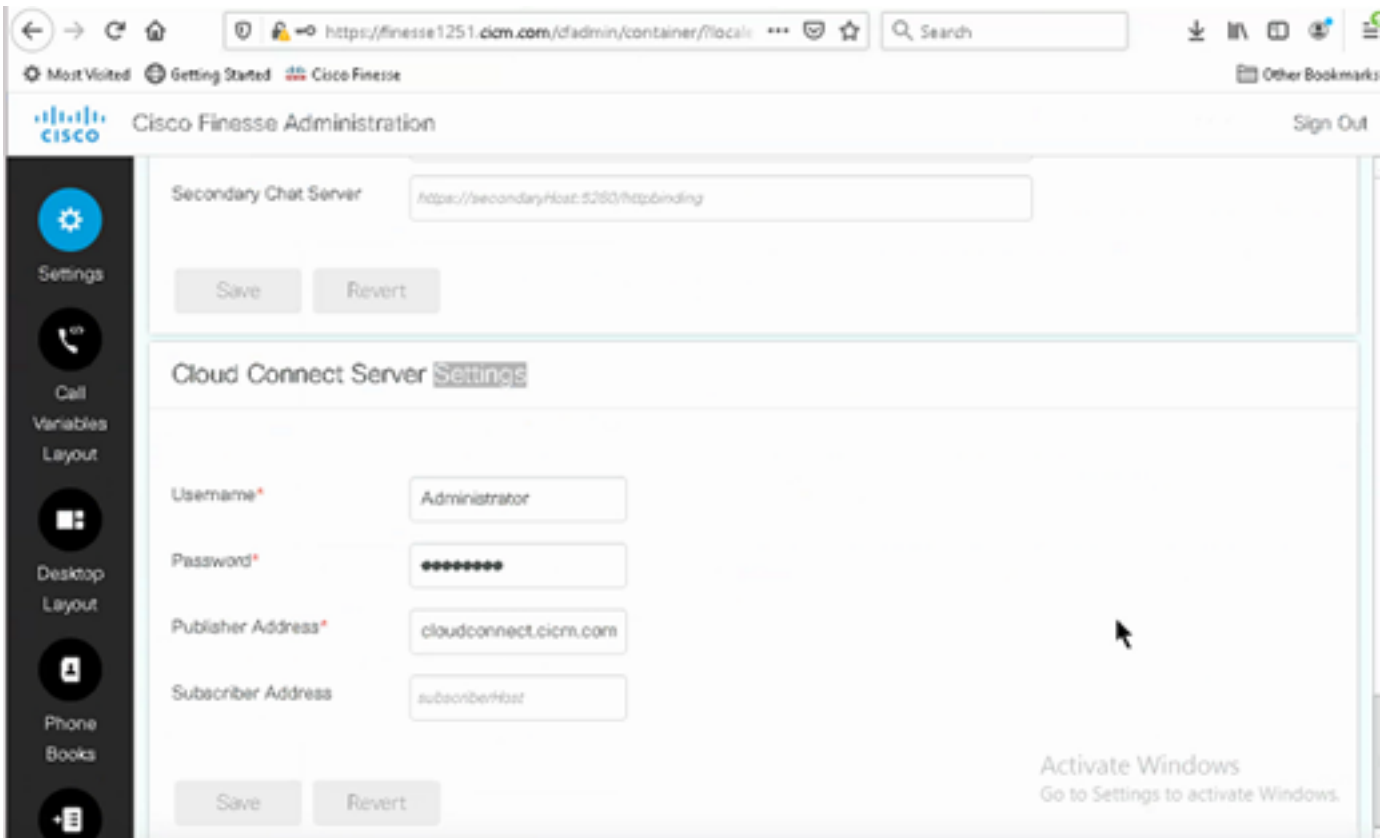 https://finesse1251.cicm.com/cfadmin/container/?locale
Search
Most Visited
Getting Started
Cisco Finesse
Other Bookmarks
CISCO
Cisco Finesse Administration
Sign Out
Secondary Chat Server
https://secondaryHost:5280/httpbinding
Settings
Save
Revert
Call
Variables
Layout
Cloud Connect Server Settings
Username*
Administrator
Password*
Desktop
Layout
Publisher Address*
cloudconnect.cicm.com
Subscriber Address
subscriberHost
Phone
Books
Save
Revert
Activate Windows
Go to Settings to activate Windows.